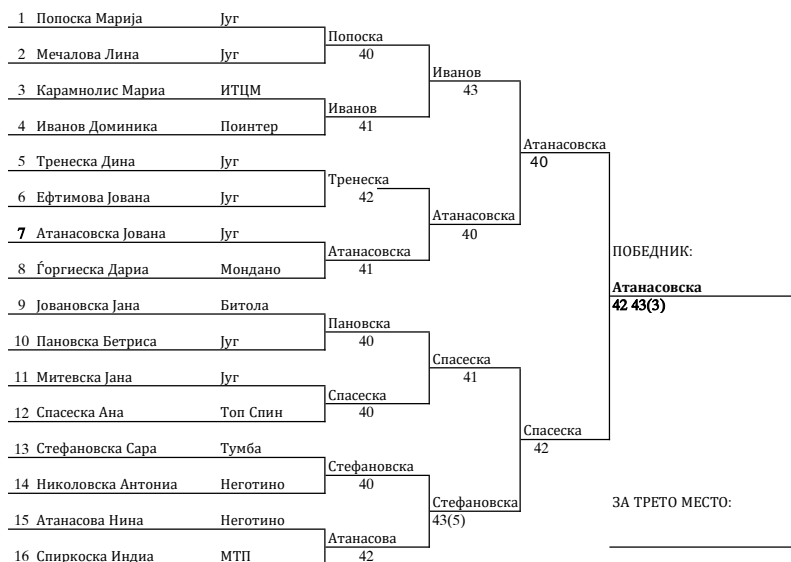 1 Попоска Марија Југ
Попоска
2 Мечалова Лина Југ
40
Иванов
3 Карамнолис Мариа ИТЦМ
43
Иванов
4 Иванов Доминика Поинтер
41
Атанасовска
5 Тренеска Дина Југ
40
Тренеска
6 Ефтимова Јована Југ
42
Атанасовска
7 Атанасовска Јована Југ
40
Атанасовска
ПОБЕДНИК:
8 Ѓоргиеска Дариа Мондано
41
Атанасовска
9 Јовановска Јана Битола
42 43(3)
Пановска
10 Пановска Бетриса Југ
40
Спасеска
11 Митевска Јана Југ
41
Спасеска
12 Спасеска Ана Топ Спин
40
Спасеска
13 Стефановска Сара Тумба
42
Стефановска
14 Николовска Антониа Неготино
40
Стефановска
ЗА ТРЕТО МЕСТО:
15 Атанасова Нина Неготино
43(5)
Атанасова
16 Спиркоска Индиа МТП
42